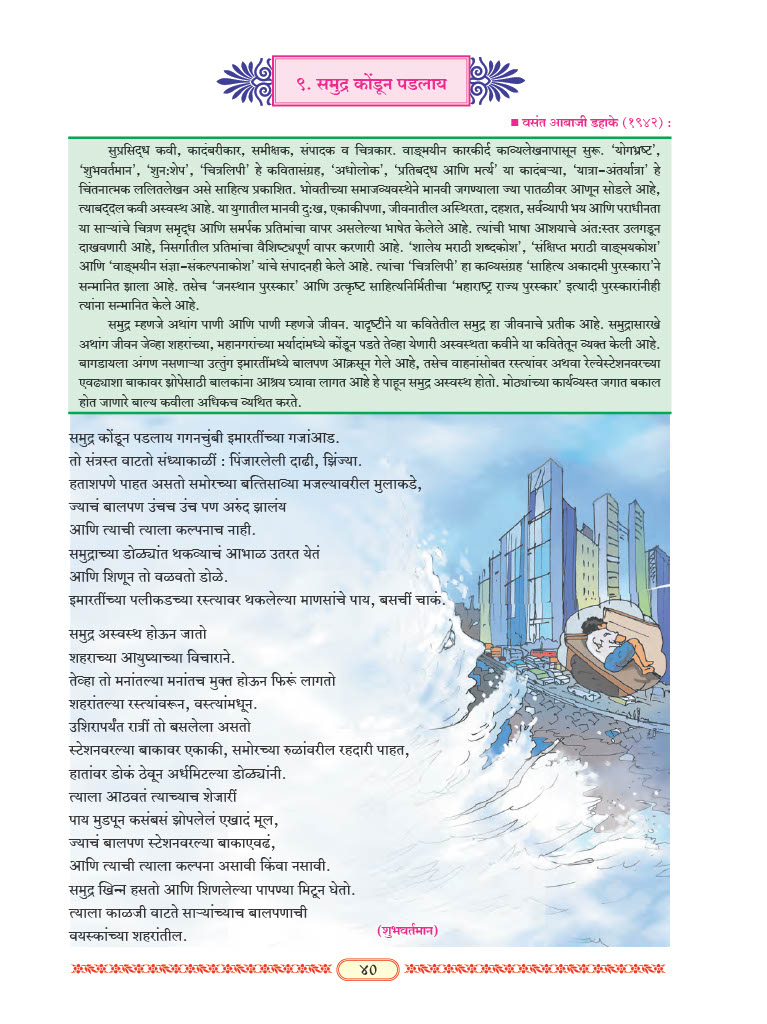 ९. समुद्र कोंडून पडलाय
■ वसंत आबाजी डहाके (१९४२) :
सुप्रसिद्ध कवी, कादंबरीकार, समीक्षक, संपादक व चित्रकार. वाङ्मयीन कारकीर्द काव्यलेखनापासून सुरू. ‘योगभ्रष्ट’,
‘शुभवर्तमान’, ‘शुन:शेप’, ‘चित्रलिपी’ हे कवितासंग्रह, ‘अधोलोक’, ‘प्रतिबद्ध आणि मर्त्य’ या कादंबऱ्या, ‘यात्रा-अंतर्यात्रा’ हे
चिंतनात्मक ललितलेखन असे साहित्य प्रकाशित. भोवतीच्या समाजव्यवस्थेने मानवी जगण्याला ज्या पातळीवर आणून सोडले आहे,
त्याबद्दल कवी अस्वस्थ आहे. या युगातील मानवी दु:ख, एकाकीपणा, जीवनातील अस्थिरता, दहशत, सर्वव्यापी भय आणि पराधीनता
या साऱ्यांचे चित्रण समृद्ध आणि समर्पक प्रतिमांचा वापर असलेल्या भाषेत केलेले आहे. त्यांची भाषा आशयाचे अंत:स्तर उलगडून
दाखवणारी आहे, निसर्गातील प्रतिमांचा वैशिष्ट्यपूर्ण वापर करणारी आहे. ‘शालेय मराठी शब्दकोश’, ‘संक्षिप्त मराठी वाङ्मयकोश’
आणि ‘वाङ्मयीन संज्ञा-संकल्पनाकोश’ यांचे संपादनही केले आहे. त्यांचा ‘चित्रलिपी’ हा काव्यसंग्रह ‘साहित्य अकादमी पुरस्कारा’ने
सन्मानित झाला आहे. तसेच ‘जनस्थान पुरस्कार’ आणि उत्कृष्ट साहित्यनिर्मितीचा ‘महाराष्ट्र राज्य पुरस्कार’ इत्यादी पुरस्कारांनीही
त्यांना सन्मानित केले आहे.
समुद्र म्हणजे अथांग पाणी आणि पाणी म्हणजे जीवन. यादृष्टीने या कवितेतील समुद्र हा जीवनाचे प्रतीक आहे. समुद्रासारखे
अथांग जीवन जेव्हा शहरांच्या, महानगरांच्या मर्यादांमध्ये कोंडून पडते तेव्हा येणारी अस्वस्थता कवीने या कवितेतून व्यक्त केली आहे.
बागडायला अंगण नसणाऱ्या उत्तुंग इमारतींमध्ये बालपण आक्रसून गेले आहे, तसेच वाहनांसोबत रस्त्यांवर अथवा रेल्वेस्टेशनवरच्या
एवढ्याशा बाकावर झोपेसाठी बालकांना आश्रय घ्यावा लागत आहे हे पाहून समुद्र अस्वस्थ होतो. मोठ्यांच्या कार्यव्यस्त जगात बकाल
होत जाणारे बाल्य कवीला अधिकच व्यथित करते.
समुद्र कोंडून पडलाय गगनचुंबी इमारतींच्या गजांआड.
तो संत्रस्त वाटतो संध्याकाळीं : पिंजारलेली दाढी, झिंज्या.
हताशपणे पाहत असतो समोरच्या बत्तिसाव्या मजल्यावरील मुलाकडे,
ज्याचं बालपण उंचच उंच पण अरुंद झालंय
आणि त्याची त्याला कल्पनाच नाही.
समुद्राच्या डोळ्यांत थकव्याचं आभाळ उतरत येतं
आणि शिणून तो वळवतो डोळे.
इमारतींच्या पलीकडच्या रस्त्यावर थकलेल्या माणसांचे पाय, बसचीं चाकं.
समुद्र अस्वस्थ होऊन जातो
शहराच्या आयुष्याच्या विचाराने.
तेव्हा तो मनांतल्या मनांतच मुक्त होऊन फिरूं लागतो
शहरांतल्या रस्त्यांवरून, वस्त्यांमधून.
उशिरापर्यंत रात्रीं तो बसलेला असतो
स्टेशनवरल्या बाकावर एकाकी, समोरच्या रुळांवरील रहदारी पाहत,
हातांवर डोकं ठेवून अर्धमिटल्या डोळ्यांनी.
त्याला आठवतं त्याच्याच शेजारीं
पाय मुडपून कसंबसं झोपलेलं एखादं मूल,
ज्याचं बालपण स्टेशनवरल्या बाकाएवढं,
आणि त्याची त्याला कल्पना असावी किंवा नसावी.
समुद्र खिन्न हसतो आणि शिणलेल्या पापण्या मिटून घेतो.
त्याला काळजी वाटते साऱ्यांच्याच बालपणाची
वयस्कांच्या शहरांतील.
(शुभवर्तमान)
४०